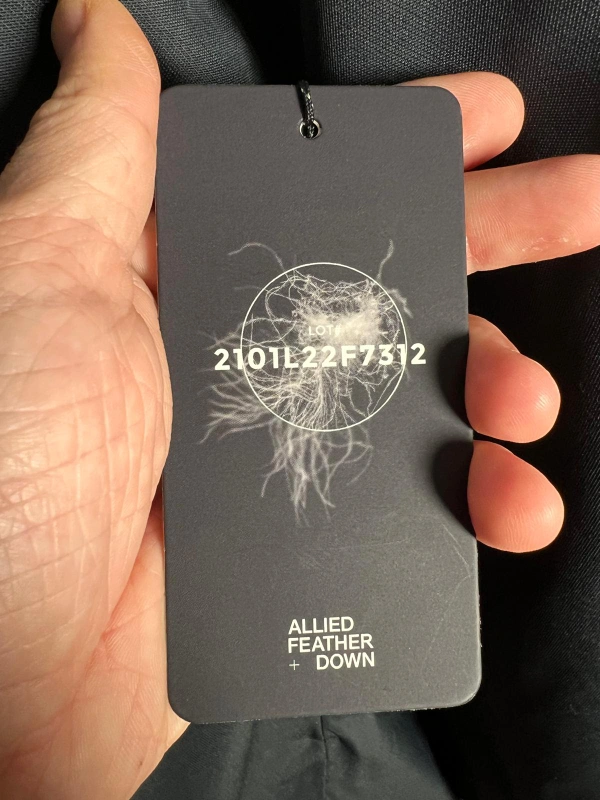 LOT#
2101L22F7312
ALLIED
FEATHER
+ DOWN